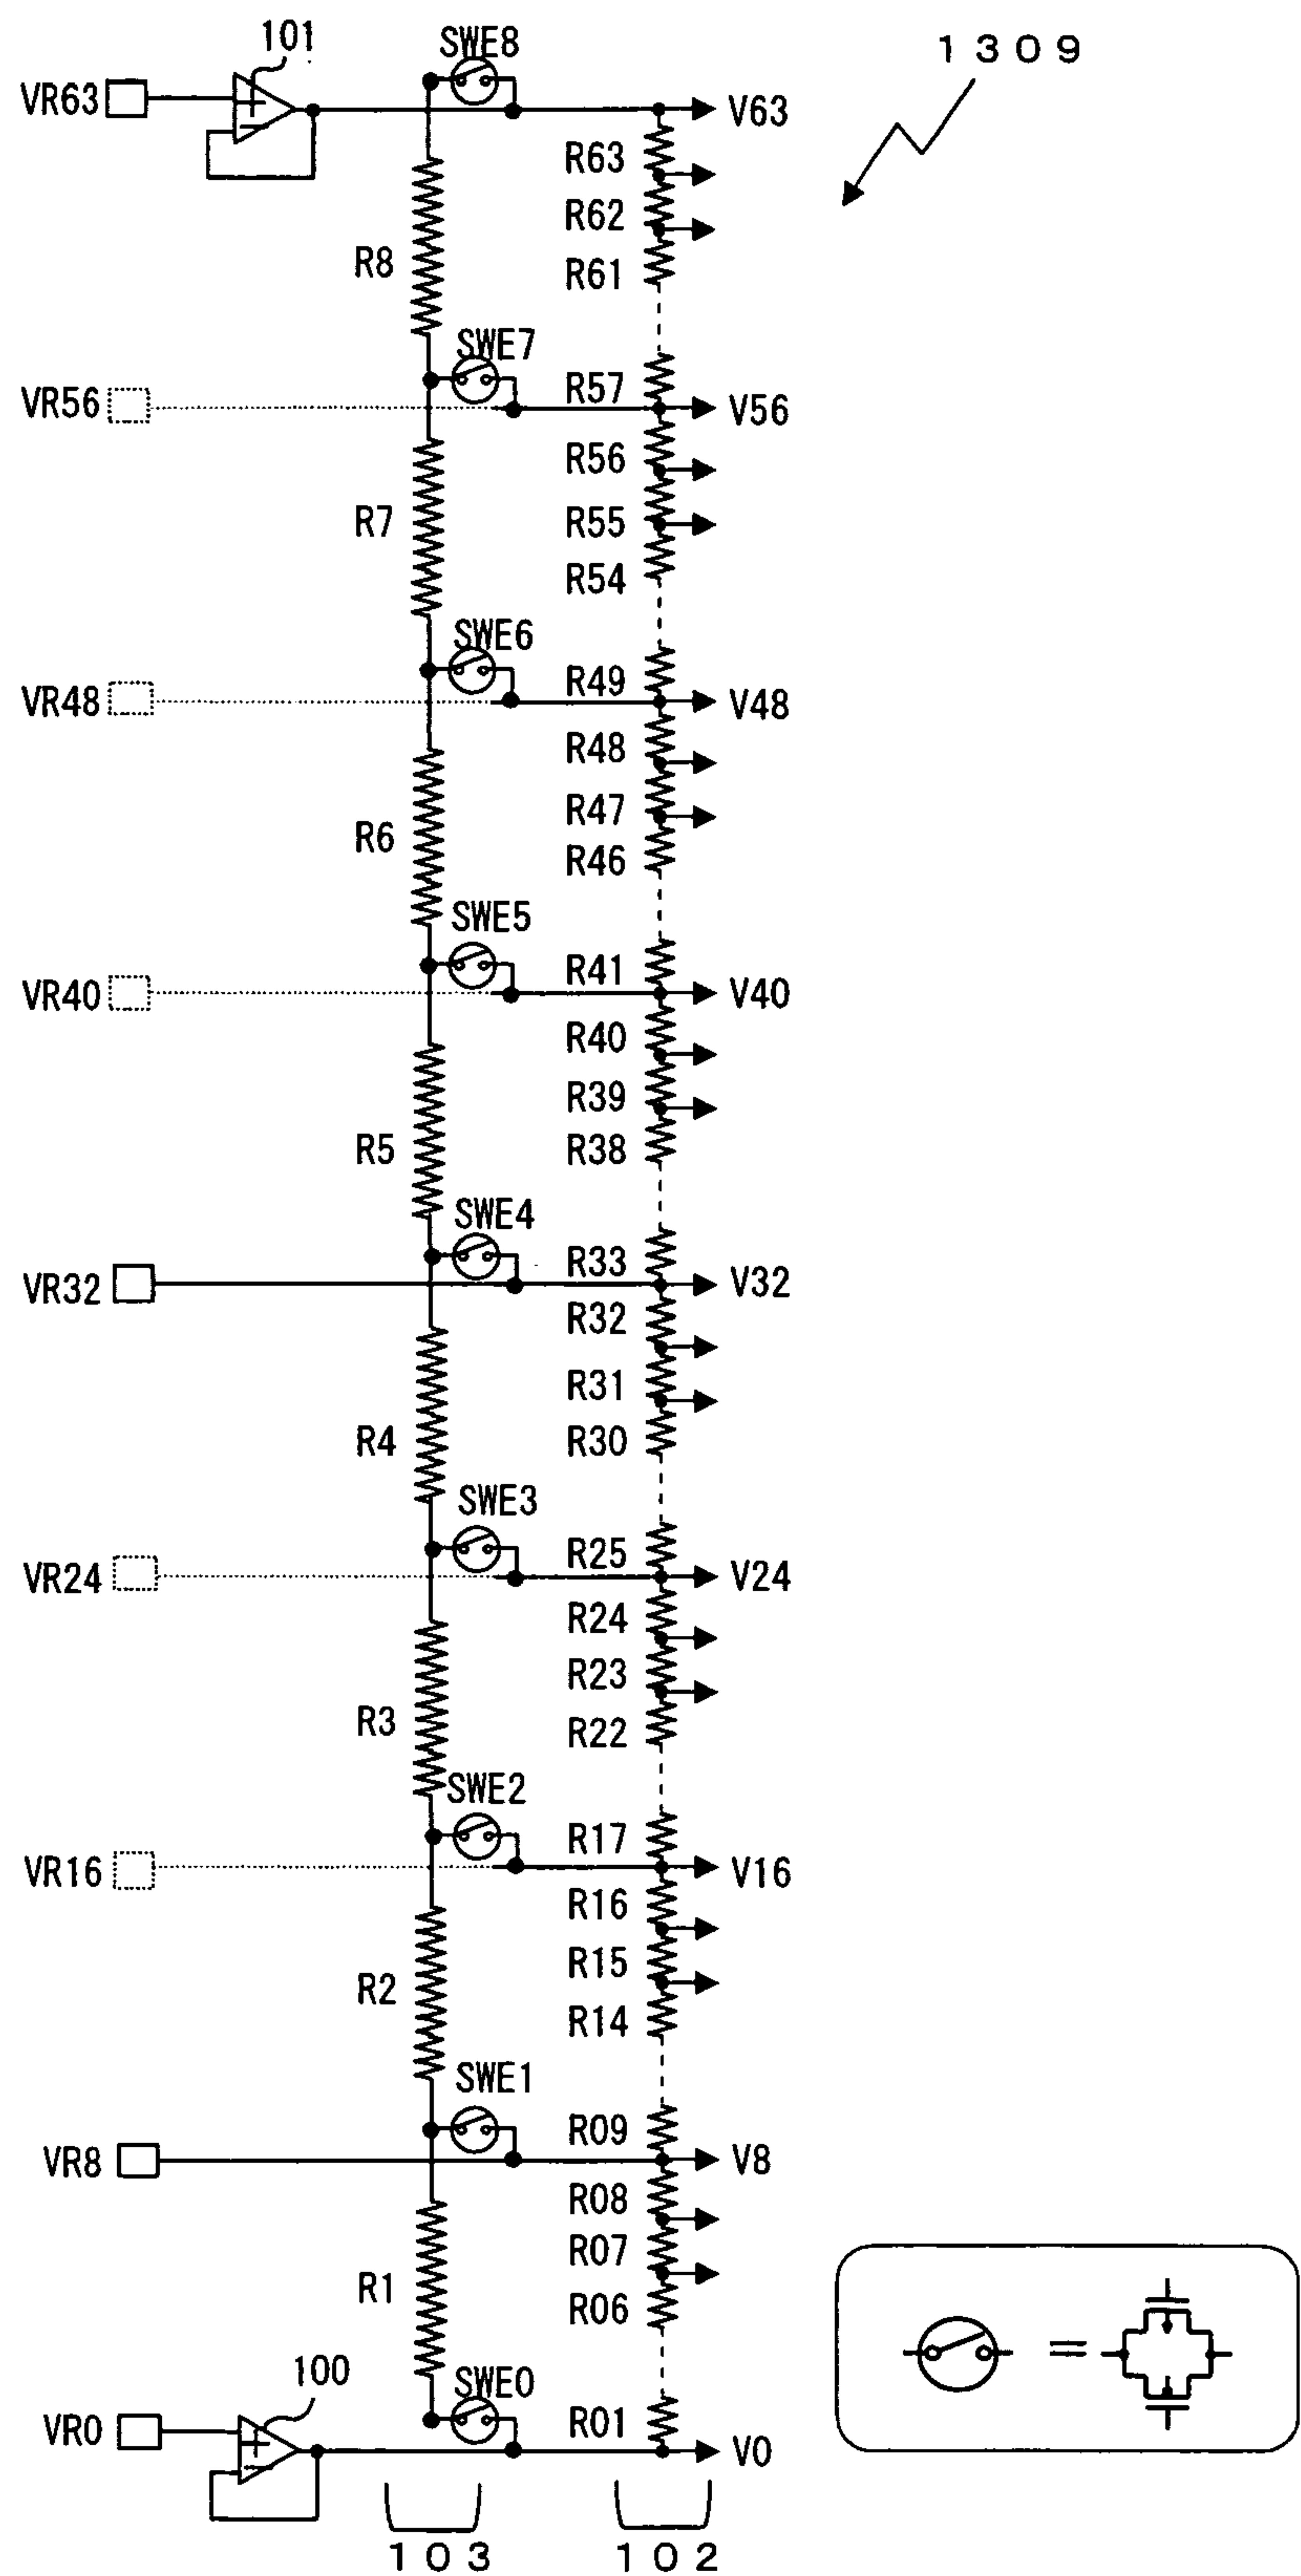 101
SWE8
1309
VR63
V63
R63
R62
R8
R61
SWE7
VR56
R57
V56
R56
R7
R55
R54
SWE6
VR48
R49
V48
R48
R47
R6
R46
SWE5
VR40
R41
V40
R40
R39
R5
R38
SWE4
VR32
R33
V32
R32
R31
R4
R30
SWE3
VR24
R25
V24
R24
R23
R3
R22
SWE2
VR16
R17
V16
R16
R15
R2
R14
SWE1
VR8
R09
V8
R08
R07
R1
R06
=
100
SWE0
VR0
R01
V0
103
102